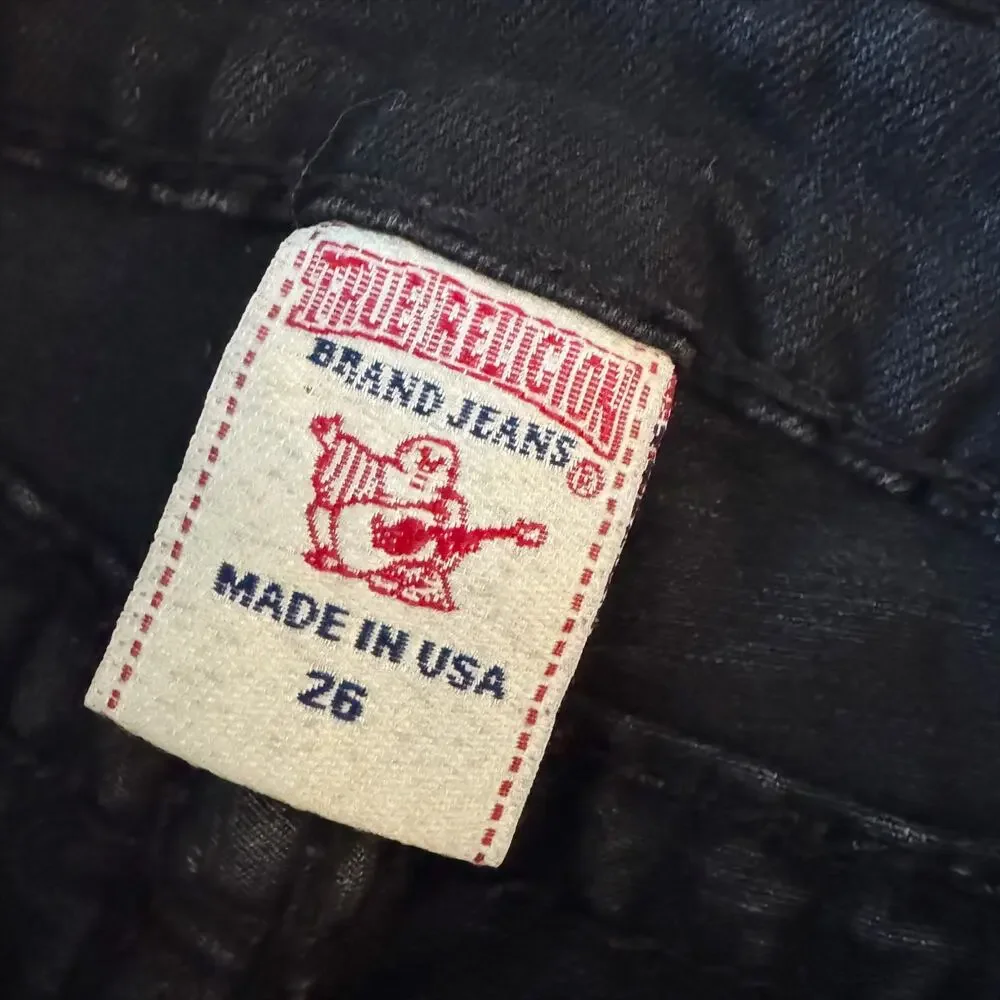 TRUE RELIGION
BRAND JEANS
®
MADE IN USA
26